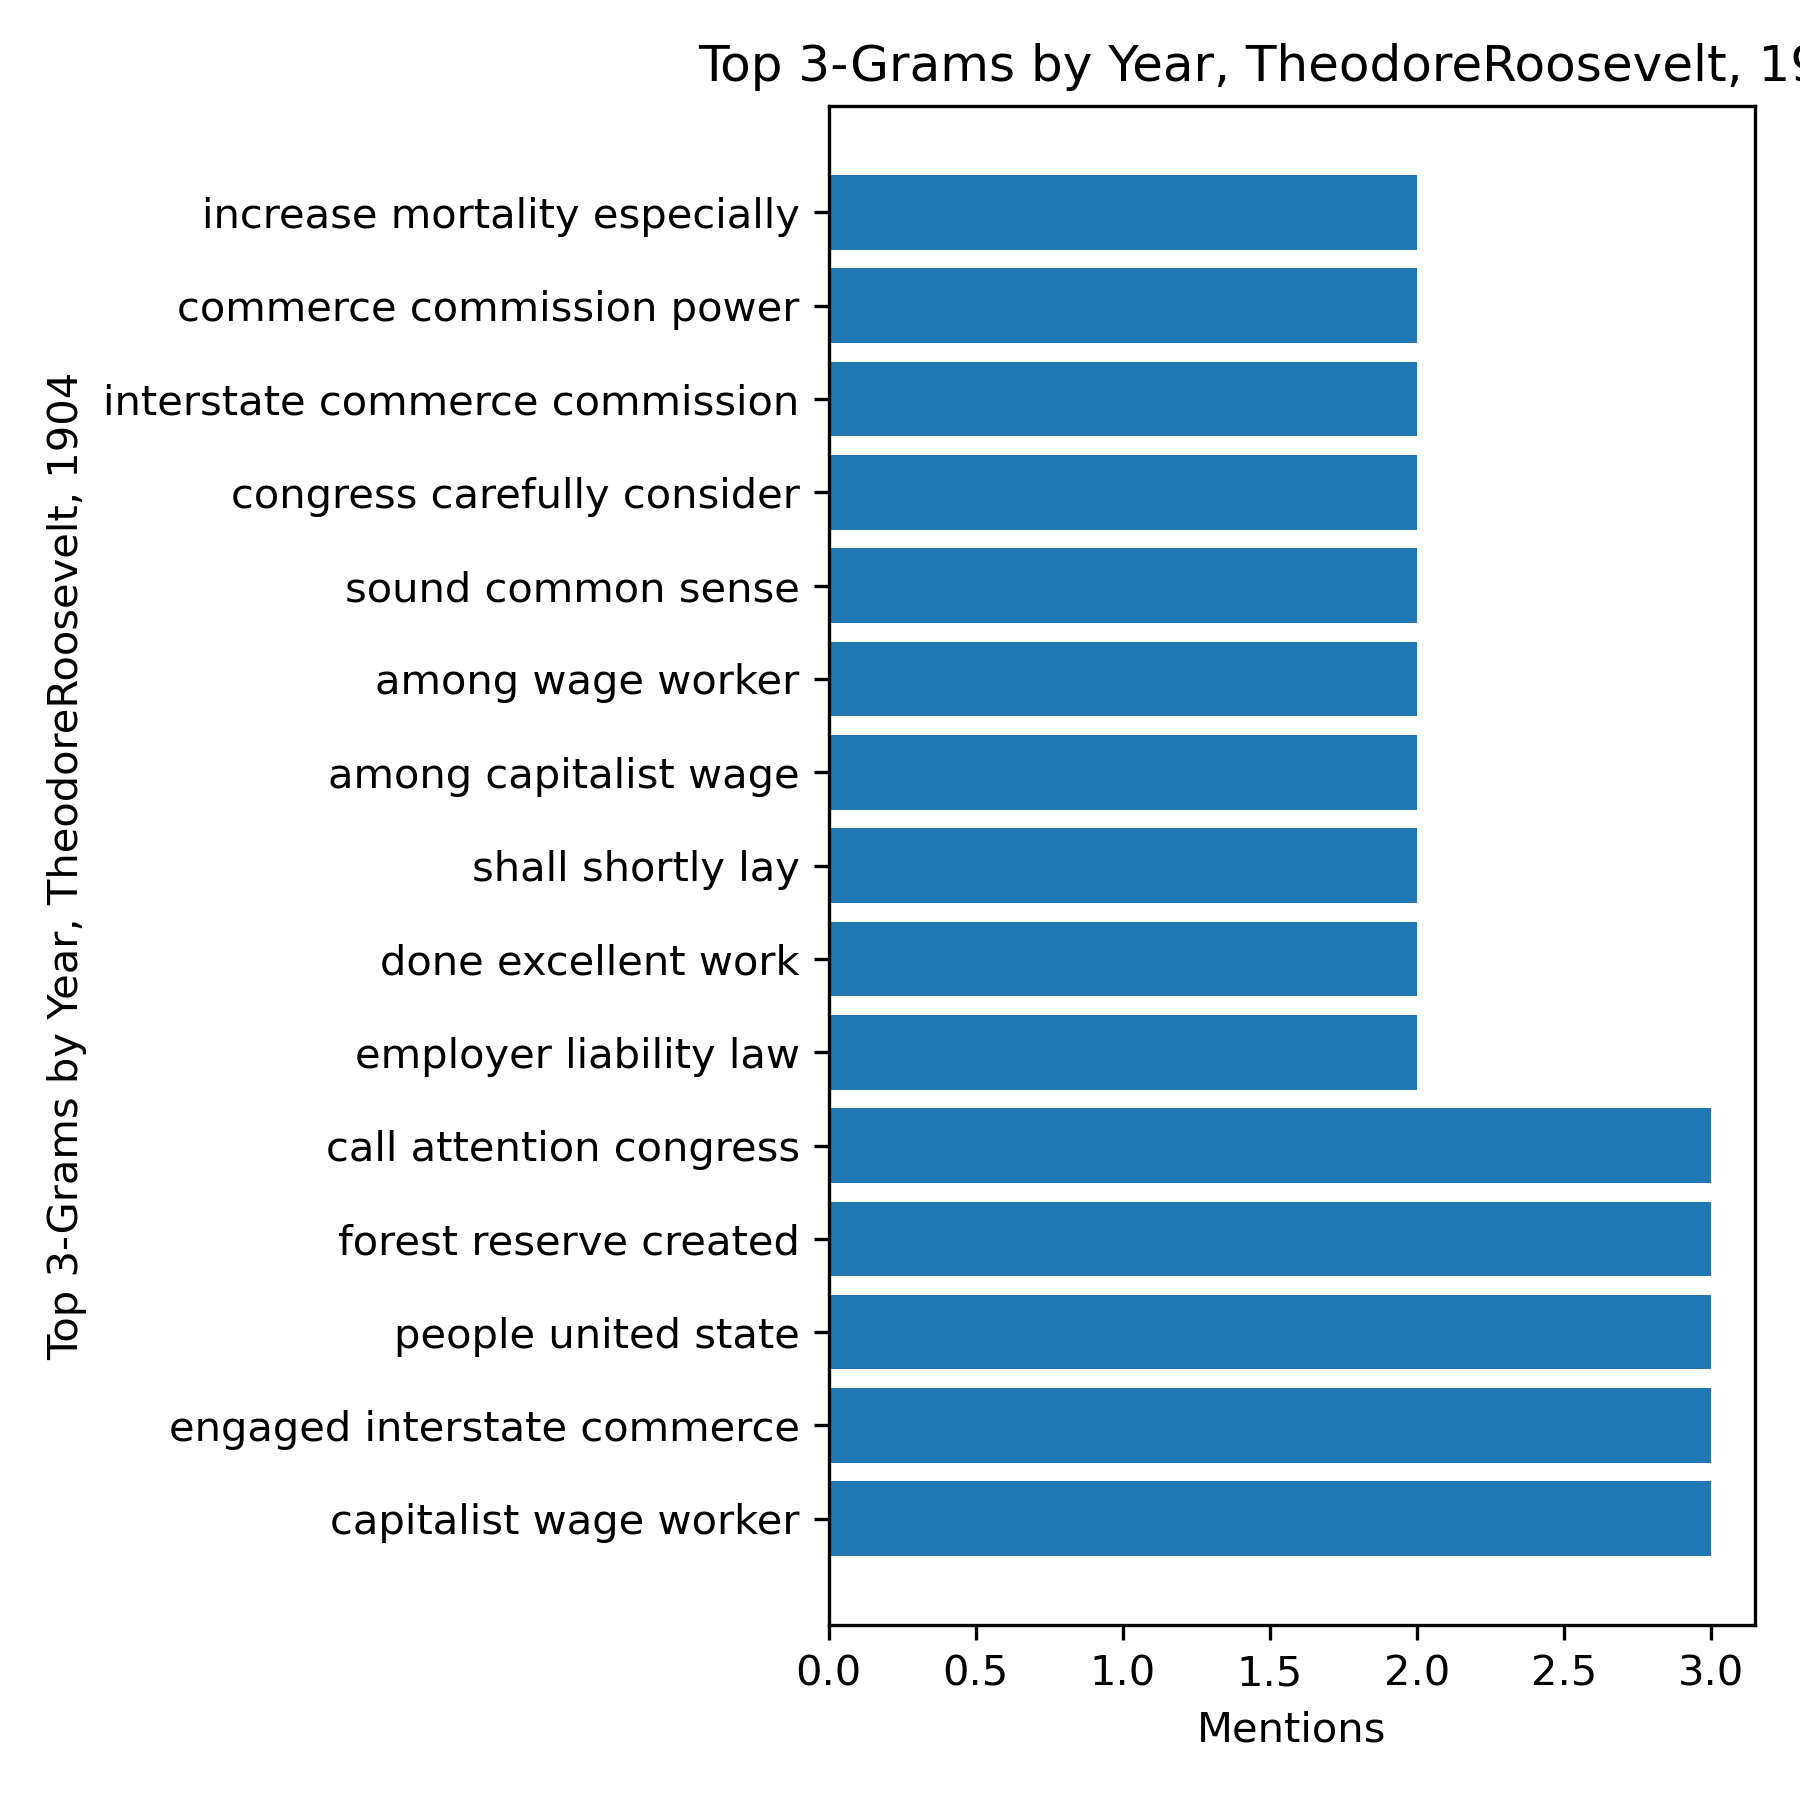 Top 3-Grams by Year, TheodoreRoosevelt, 19
increase mortality especially
commerce commission power
interstate commerce commission
congress carefully consider
sound common sense
among wage worker
among capitalist wage
shall shortly lay
done excellent work
employer liability law
call attention congress
forest reserve created
people united state
engaged interstate commerce
capitalist wage worker
Top 3-Grams by Year, TheodoreRoosevelt, 1904
0.0 0.5 1.0 1.5 2.0 2.5 3.0
Mentions